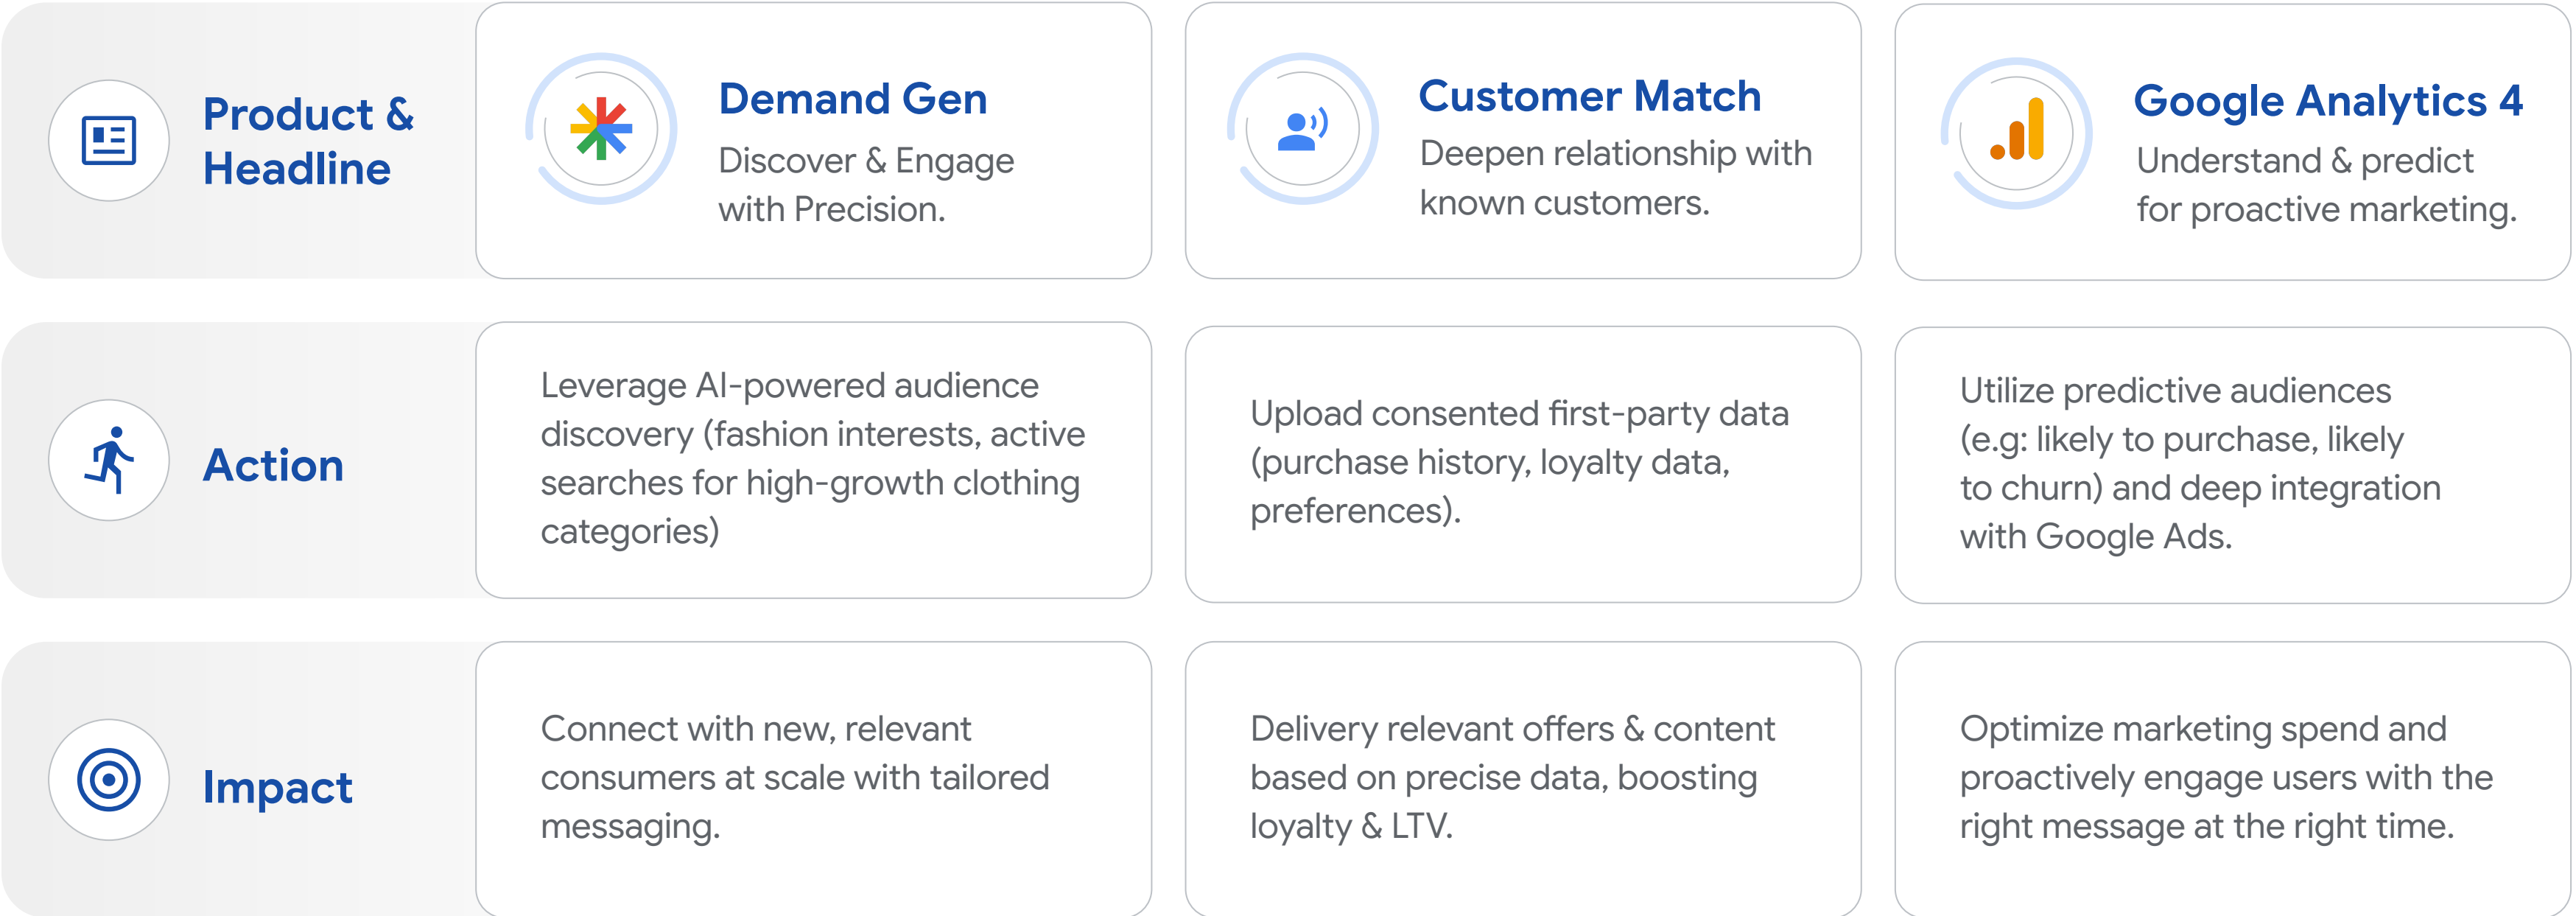 Product &
Headline
Demand Gen
Discover & Engage
with Precision.
Customer Match
Deepen relationship with
known customers.
Google Analytics 4
Understand & predict
for proactive marketing.
Action
Leverage AI-powered audience
discovery (fashion interests, active
searches for high-growth clothing
categories)
Upload consented first-party data
(purchase history, loyalty data,
preferences).
Utilize predictive audiences
(e.g: likely to purchase, likely
to churn) and deep integration
with Google Ads.
Impact
Connect with new, relevant
consumers at scale with tailored
messaging.
Delivery relevant offers & content
based on precise data, boosting
loyalty & LTV.
Optimize marketing spend and
proactively engage users with the
right message at the right time.